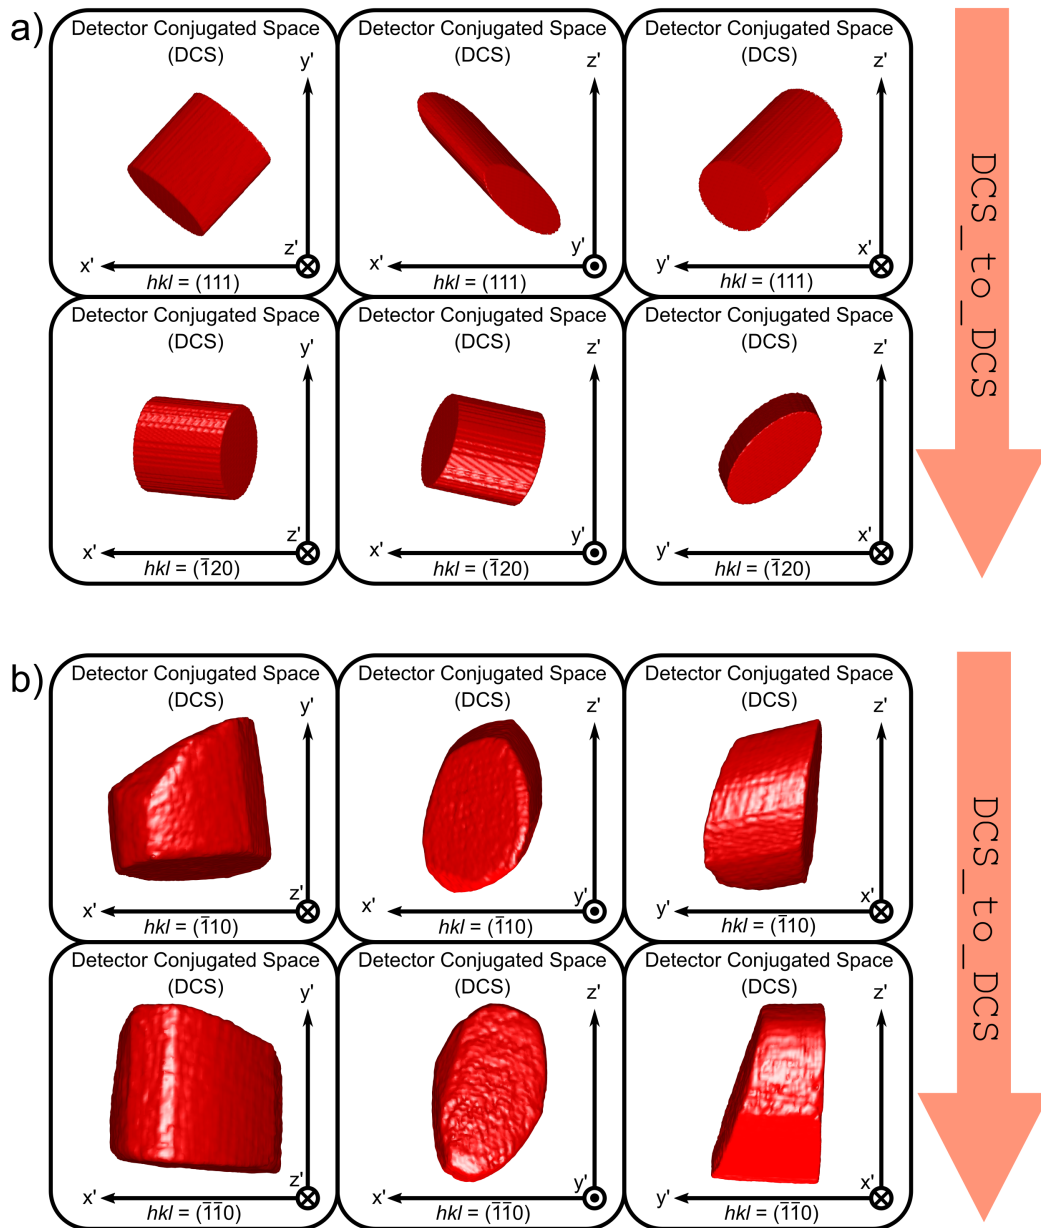 a)
Detector Conjugated Space
(DCS)
y'
z'
x'
hkl = (111)
Detector Conjugated Space
(DCS)
z'
y'
x'
hkl = (111)
Detector Conjugated Space
(DCS)
z'
x'
y'
hkl = (111)
Detector Conjugated Space
(DCS)
y'
z'
x'
hkl = (1̅20)
Detector Conjugated Space
(DCS)
z'
y'
x'
hkl = (1̅20)
Detector Conjugated Space
(DCS)
z'
x'
y'
hkl = (1̅20)
DCS_to_DCS
b)
Detector Conjugated Space
(DCS)
y'
z'
x'
hkl = (1̅10)
Detector Conjugated Space
(DCS)
z'
y'
x'
hkl = (1̅10)
Detector Conjugated Space
(DCS)
z'
x'
y'
hkl = (1̅10)
Detector Conjugated Space
(DCS)
y'
z'
x'
hkl = (1̅1̅0)
Detector Conjugated Space
(DCS)
z'
y'
x'
hkl = (1̅1̅0)
Detector Conjugated Space
(DCS)
z'
x'
y'
hkl = (1̅1̅0)
DCS_to_DCS